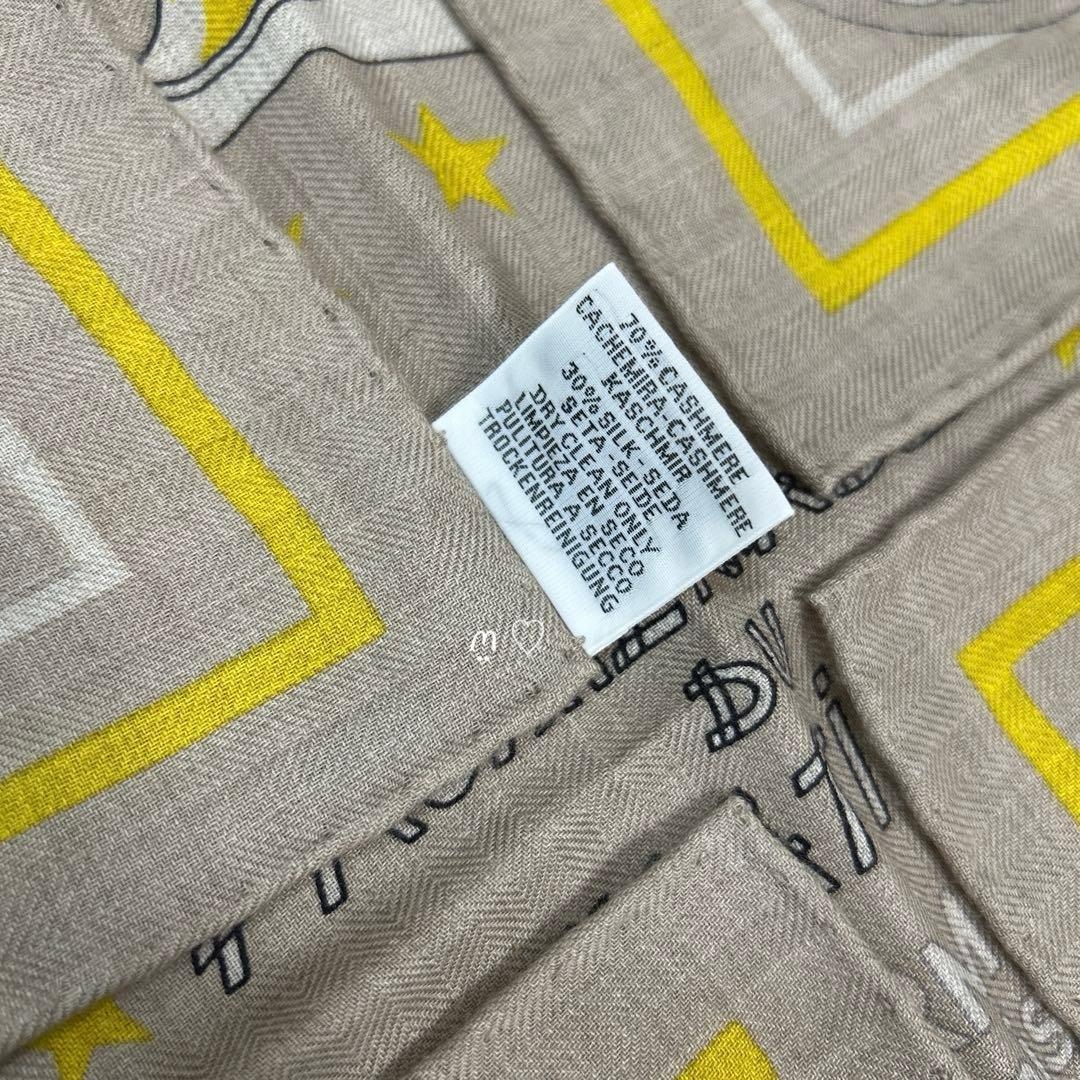 70% CASHMERE
CACHEMIRA-CASHMERE
KASCHMIR
30% SILK-SEDA
SETA-SEIDE
DRY CLEAN ONLY
LIMPIEZA EN SECO
PULITURA A SECCO
TROCKENREINIGUNG